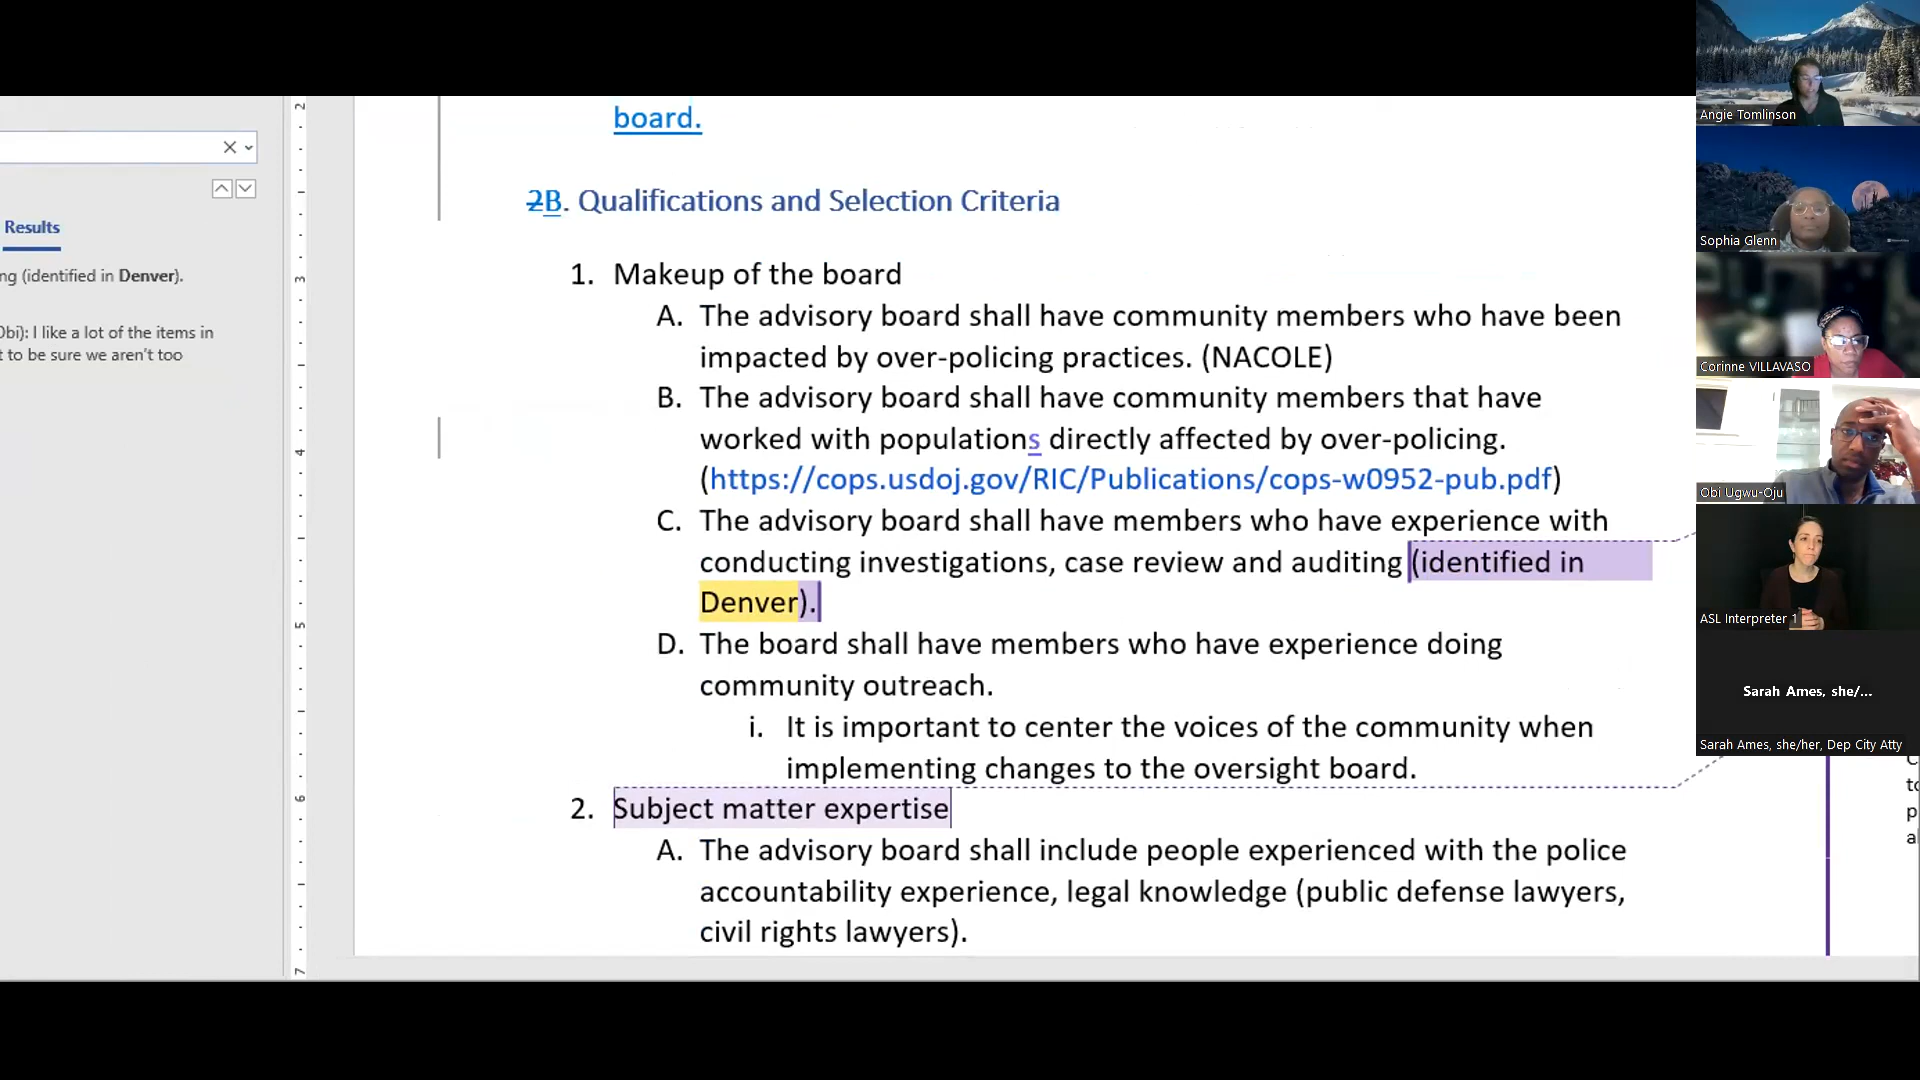 board.
2B. Qualifications and Selection Criteria
1. Makeup of the board
A. The advisory board shall have community members who have been
impacted by over-policing practices. (NACOLE)
B. The advisory board shall have community members that have
worked with populations directly affected by over-policing.
(https://cops.usdoj.gov/RIC/Publications/cops-w0952-pub.pdf)
C. The advisory board shall have members who have experience with
conducting investigations, case review and auditing (identified in
Denver).
D. The board shall have members who have experience doing
community outreach.
i. It is important to center the voices of the community when
implementing changes to the oversight board.
2. Subject matter expertise
A. The advisory board shall include people experienced with the police
accountability experience, legal knowledge (public defense lawyers,
civil rights lawyers).
Results
ng (identified in Denver).
Obi): I like a lot of the items in
t to be sure we aren't too
2
3
4
5
6
7
Angie Tomlinson
Sophia Glenn
Corinne VILLAVASO
Obi Ugwu-Oju
ASL Interpreter 1
Sarah Ames, she/...
Sarah Ames, she/her, Dep City Atty
to
p